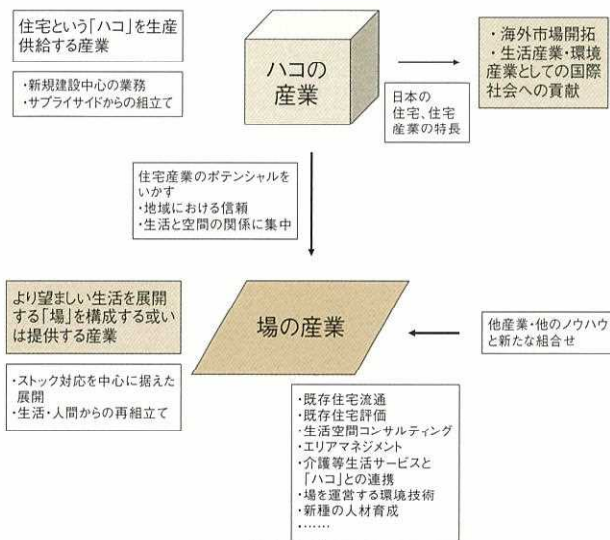 住宅という「ハコ」を生産
供給する産業
・新規建設中心の業務
・サプライサイドからの組立て
ハコの
産業
・海外市場開拓
・生活産業・環境
産業としての国際
社会への貢献
日本の
住宅、住宅
産業の特長
住宅産業のポテンシャルを
いかす
・地域における信頼
・生活と空間の関係に集中
より望ましい生活を展開
する「場」を構成する或い
は提供する産業
・ストック対応を中心に据えた
展開
・生活・人間からの再組立て
場の産業
他産業・他のノウハウ
と新たな組合せ
・既存住宅流通
・既存住宅評価
・生活空間コンサルティング
・エリアマネジメント
・介護等生活サービスと
「ハコ」との連携
・場を運営する環境技術
・新種の人材育成
・……